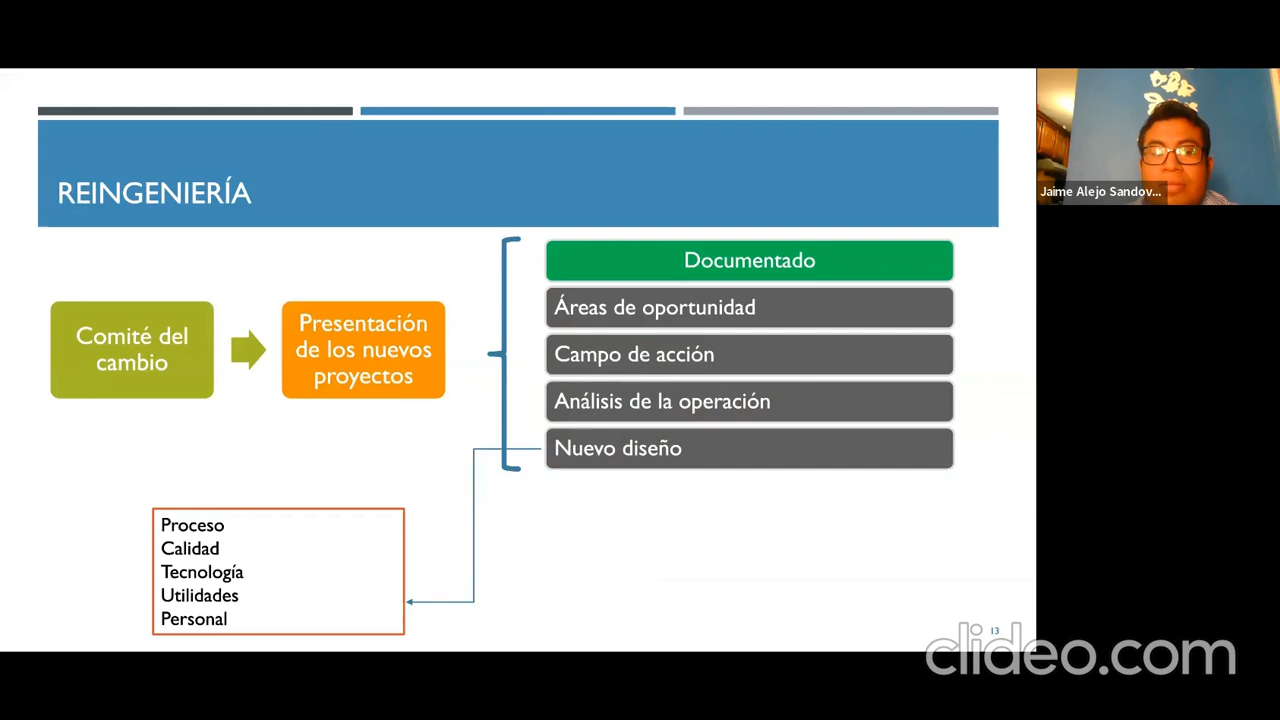 REINGENIERÍA
Comité del
cambio
Presentación
de los nuevos
proyectos
Documentado
Áreas de oportunidad
Campo de acción
Análisis de la operación
Nuevo diseño
Proceso
Calidad
Tecnología
Utilidades
Personal
13
Jaime Alejo Sandov...
clideo.com